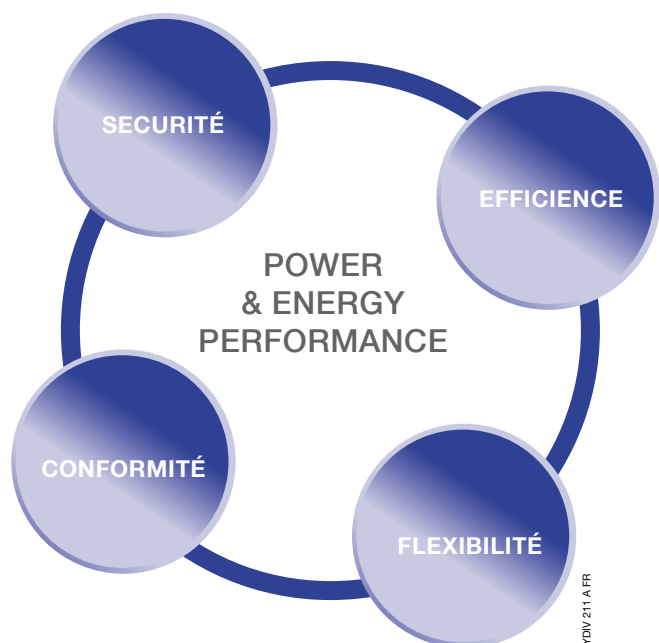 SECURITÉ
EFFICIENCE
POWER
& ENERGY
PERFORMANCE
CONFORMITÉ
FLEXIBILITÉ
YDIV 211 A FR